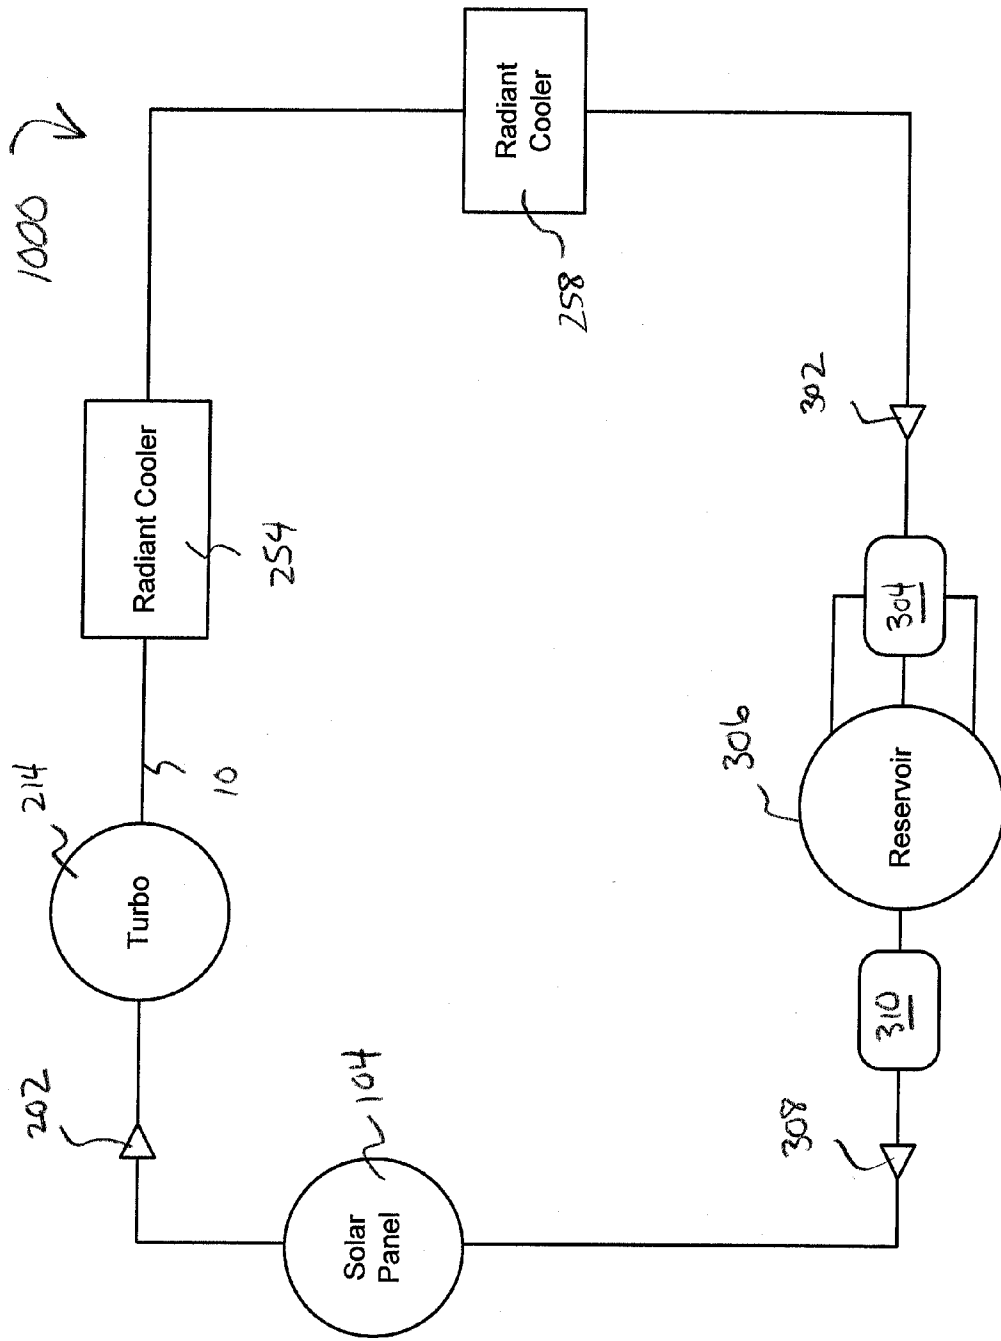 1000
202
Turbo
214
10
Radiant Cooler
254
Solar
Panel
104
Radiant
Cooler
258
308
310
Reservoir
306
304
302